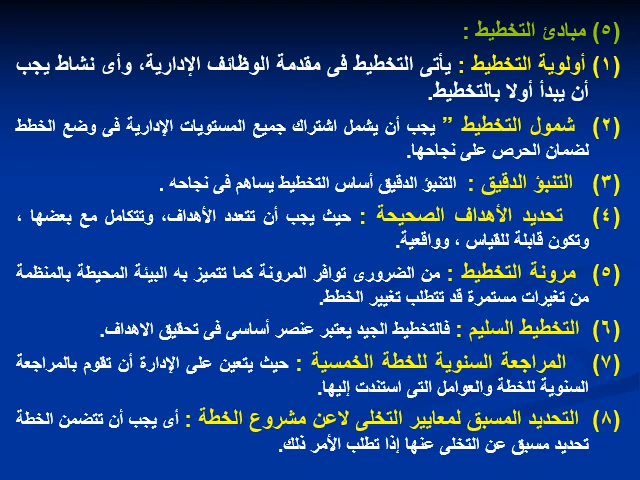 (٥) مبادئ التخطيط :
(١) أولوية التخطيط : يأتى التخطيط فى مقدمة الوظائف الإدارية، وأى نشاط يجب
أن يبدأ أولا بالتخطيط.
(٢) شمول التخطيط " يجب أن يشمل اشتراك جميع المستويات الإدارية فى وضع الخطط
لضمان الحرص على نجاحها.
(٣) التنبؤ الدقيق : التنبؤ الدقيق أساس التخطيط يساهم فى نجاحه .
(٤) تحديد الأهداف الصحيحة : حيث يجب أن تتعدد الأهداف، وتتكامل مع بعضها ،
وتكون قابلة للقياس ، وواقعية.
(٥) مرونة التخطيط : من الضرورى توافر المرونة كما تتميز به البيئة المحيطة بالمنظمة
من تغيرات مستمرة قد تتطلب تغيير الخطط.
(٦) التخطيط السليم : فالتخطيط الجيد يعتبر عنصر أساسى فى تحقيق الاهداف.
(٧) المراجعة السنوية للخطة الخمسية : حيث يتعين على الإدارة أن تقوم بالمراجعة
السنوية للخطة والعوامل التى استندت إليها.
(٨) التحديد المسبق لمعايير التخلى لاعن مشروع الخطة : أى يجب أن تتضمن الخطة
تحديد مسبق عن التخلى عنها إذا تطلب الأمر ذلك.